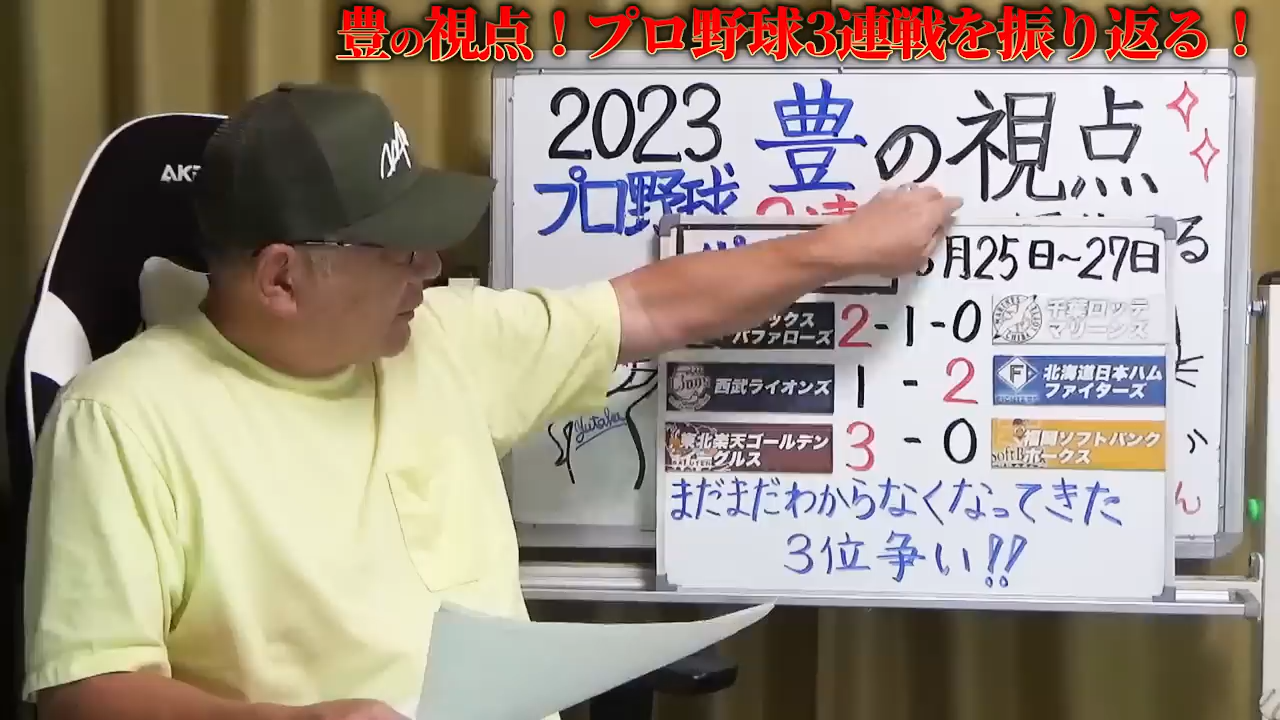 豊の視点！プロ野球3連戦を振り返る！
2023 豊の視点
プロ野球
る
月25日~27日
ックス
バファローズ
2-1-0
千葉ロッテ
マリーンズ
西武ライオンズ
1-2
北海道日本ハム
ファイターズ
東北楽天ゴールデン
イーグルス
3-0
福岡ソフトバンク
ホークス
まだまだわからなくなってきた
3位争い!!
Yutaka
ん